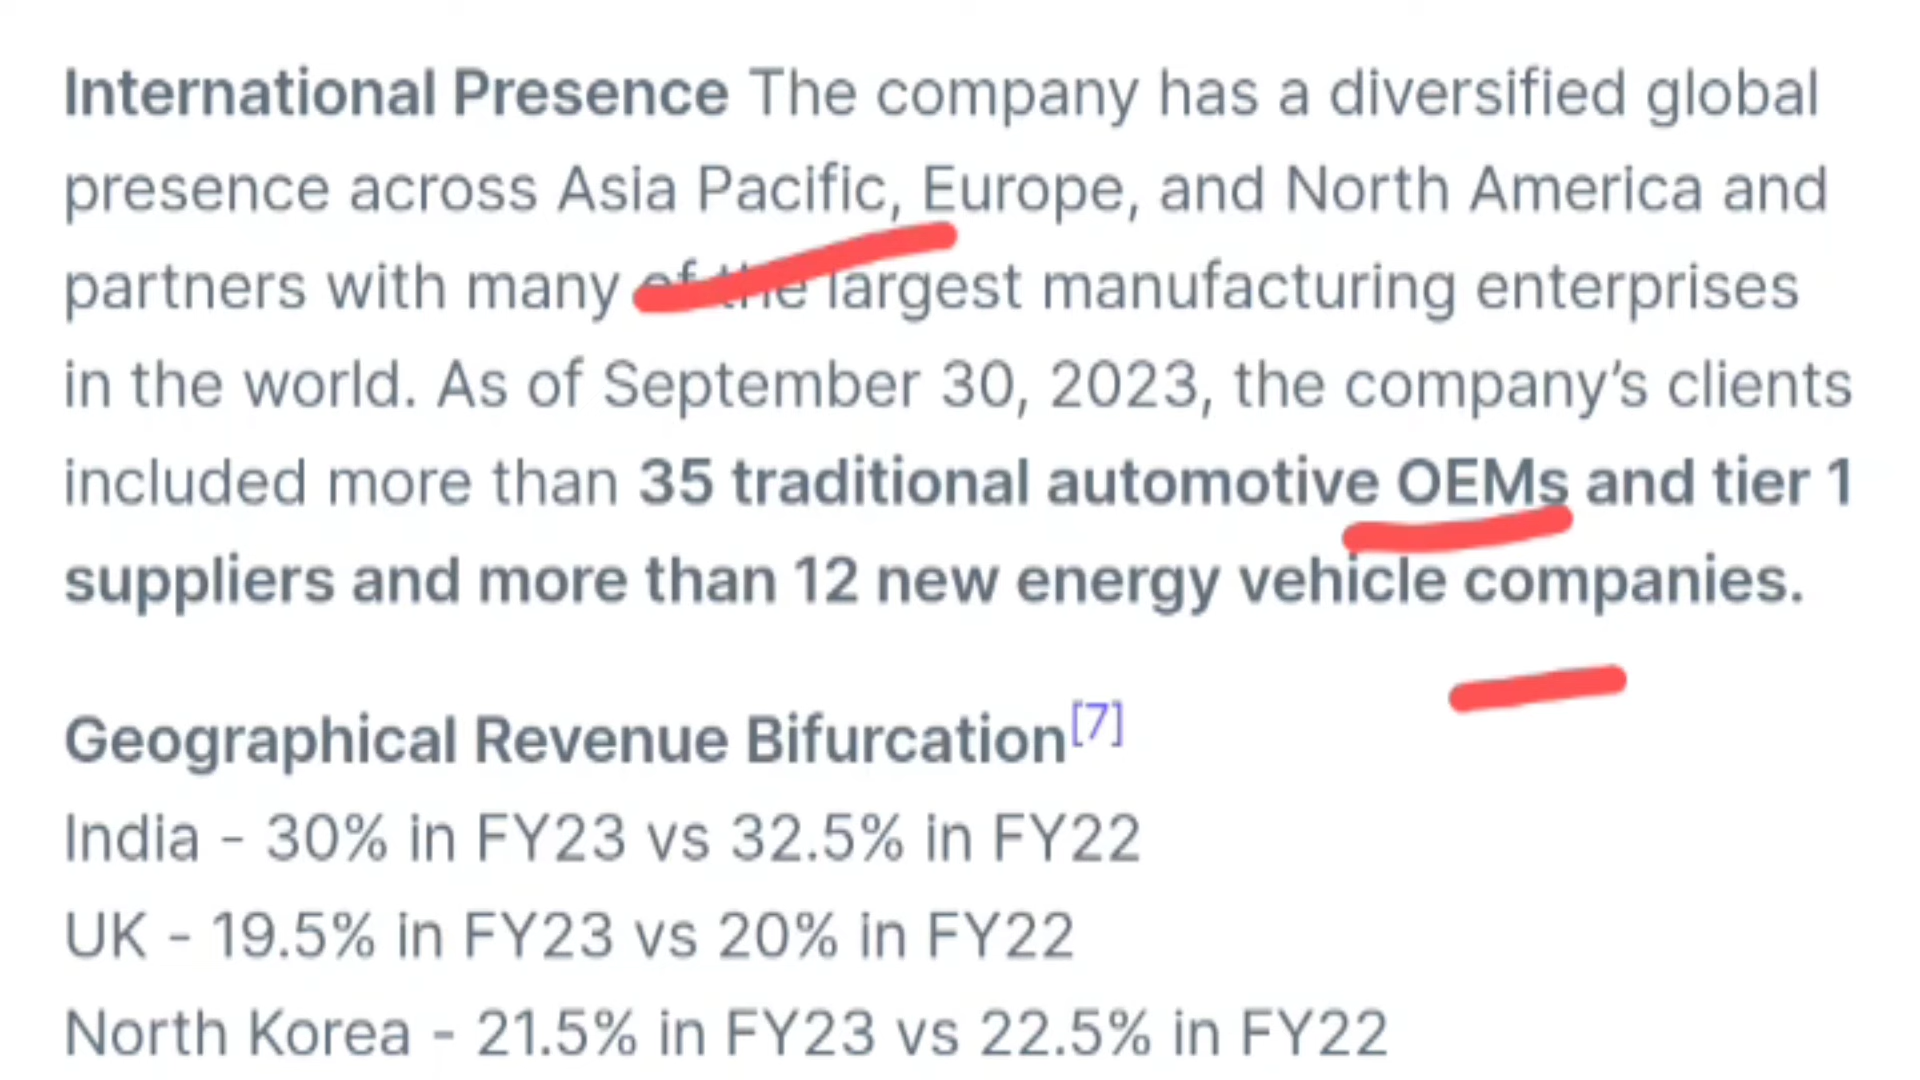 International Presence The company has a diversified global
presence across Asia Pacific, Europe, and North America and
partners with many of the largest manufacturing enterprises
in the world. As of September 30, 2023, the company’s clients
included more than 35 traditional automotive OEMs and tier 1
suppliers and more than 12 new energy vehicle companies.
Geographical Revenue Bifurcation[7]
India - 30% in FY23 vs 32.5% in FY22
UK - 19.5% in FY23 vs 20% in FY22
North Korea - 21.5% in FY23 vs 22.5% in FY22